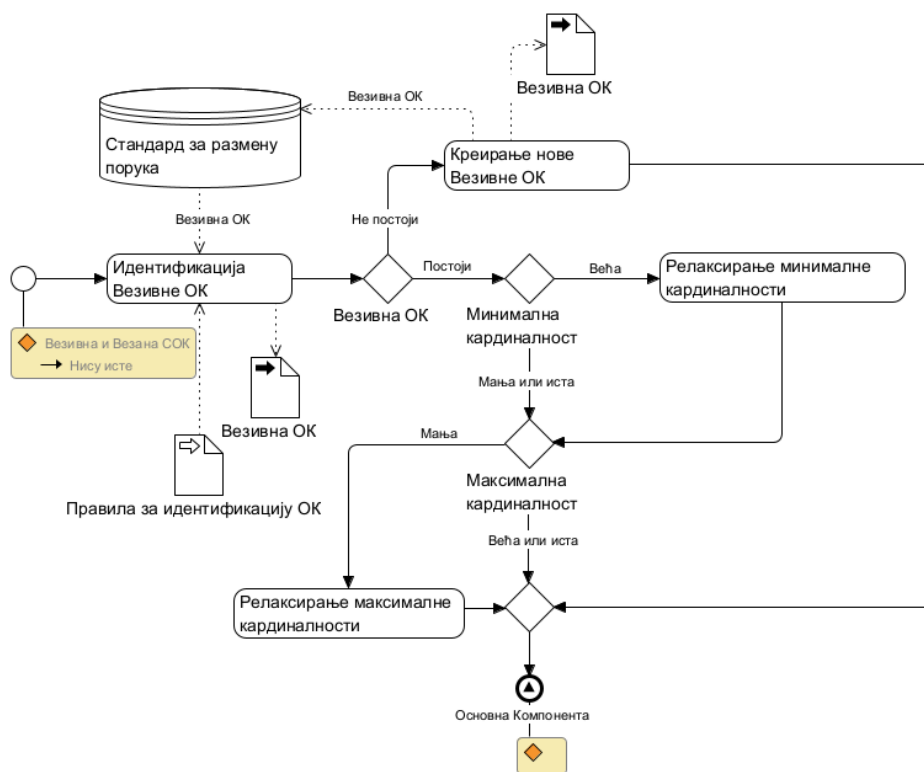 Везивна ОК
Везивна ОК
Стандард за размену
порука
Креирање нове
Везивне ОК
Везивна ОК
Не постоји
Идентификација
Везивне ОК
Постоји
Већа
Релаксирање минималне
кардиналности
Везивна ОК
Минимална
кардиналност
Везивна и Везана СОК
Нису исте
Мања или иста
Везивна ОК
Мања
Максимална
кардиналност
Правила за идентификацију ОК
Већа или иста
Релаксирање максималне
кардиналности
Основна Компонента